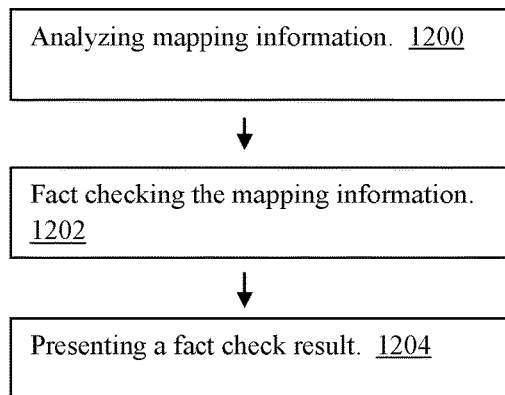 Analyzing mapping information. 1200
Fact checking the mapping information.
1202
Presenting a fact check result. 1204